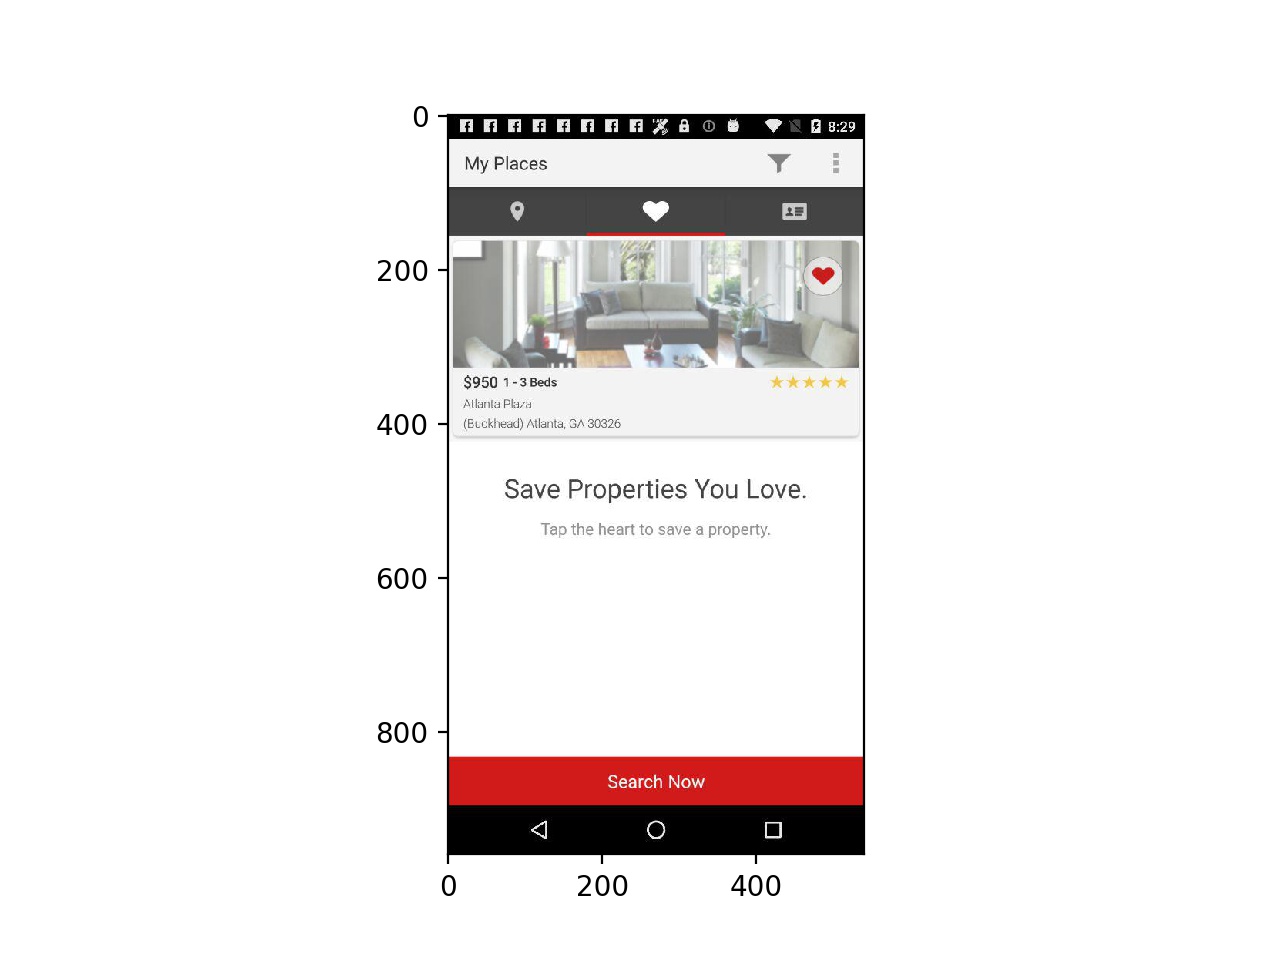 8:29
My Places
$950 1 - 3 Beds
Atlanta Plaza
(Buckhead) Atlanta, GA 30326
Save Properties You Love.
Tap the heart to save a property.
Search Now
0
200
400
600
800
0
200
400